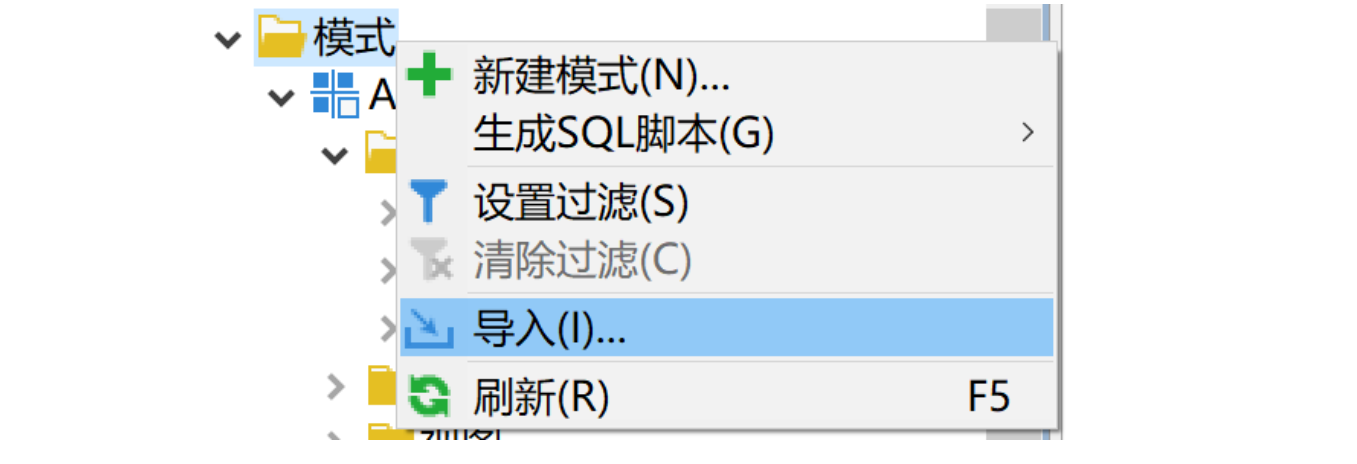 模式
新建模式(N)...
A
生成SQL脚本(G)
设置过滤(S)
清除过滤(C)
导入(I)...
刷新(R) F5